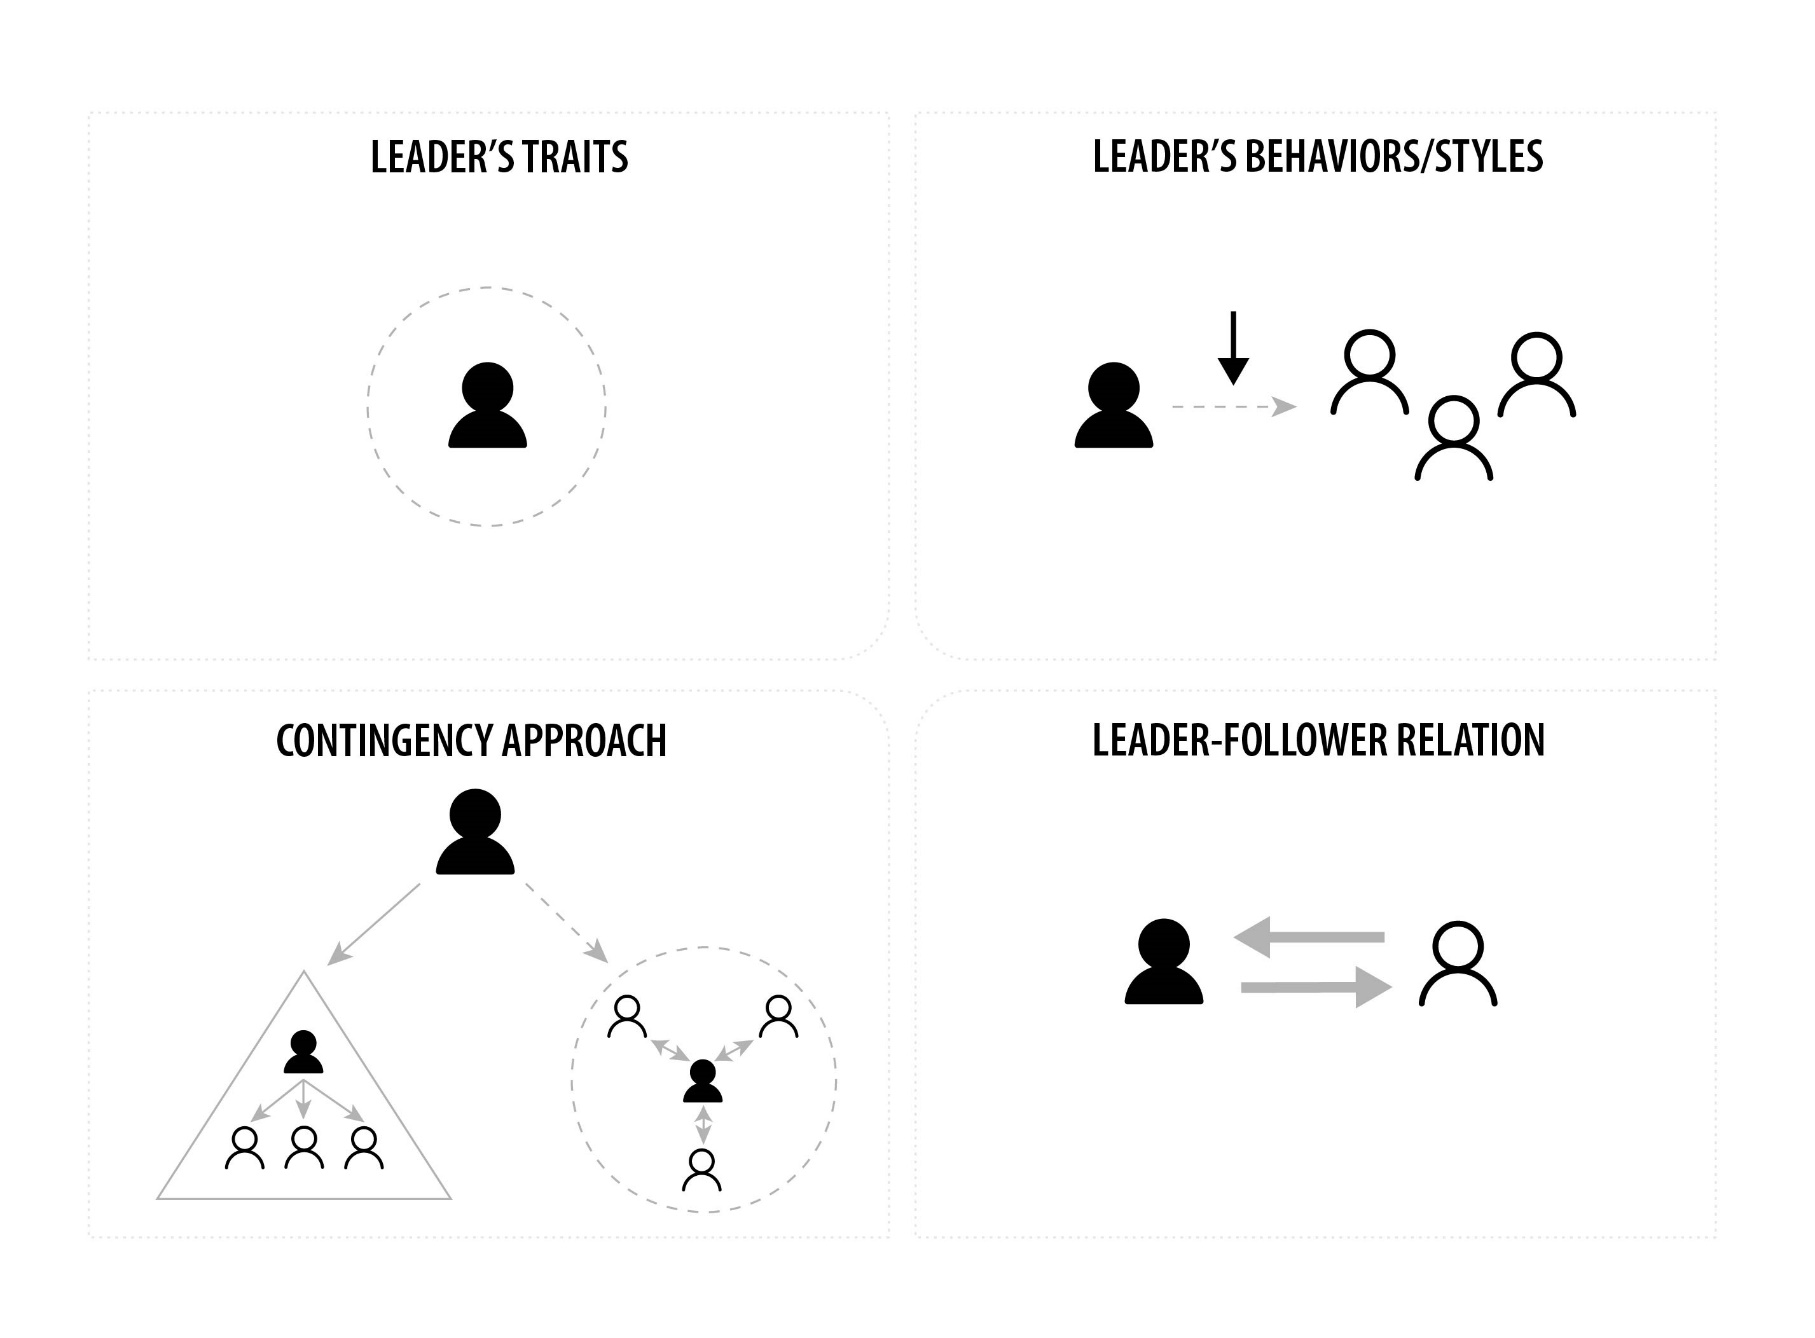 LEADER’S TRAITS
LEADER’S BEHAVIORS/STYLES
CONTINGENCY APPROACH
LEADER-FOLLOWER RELATION